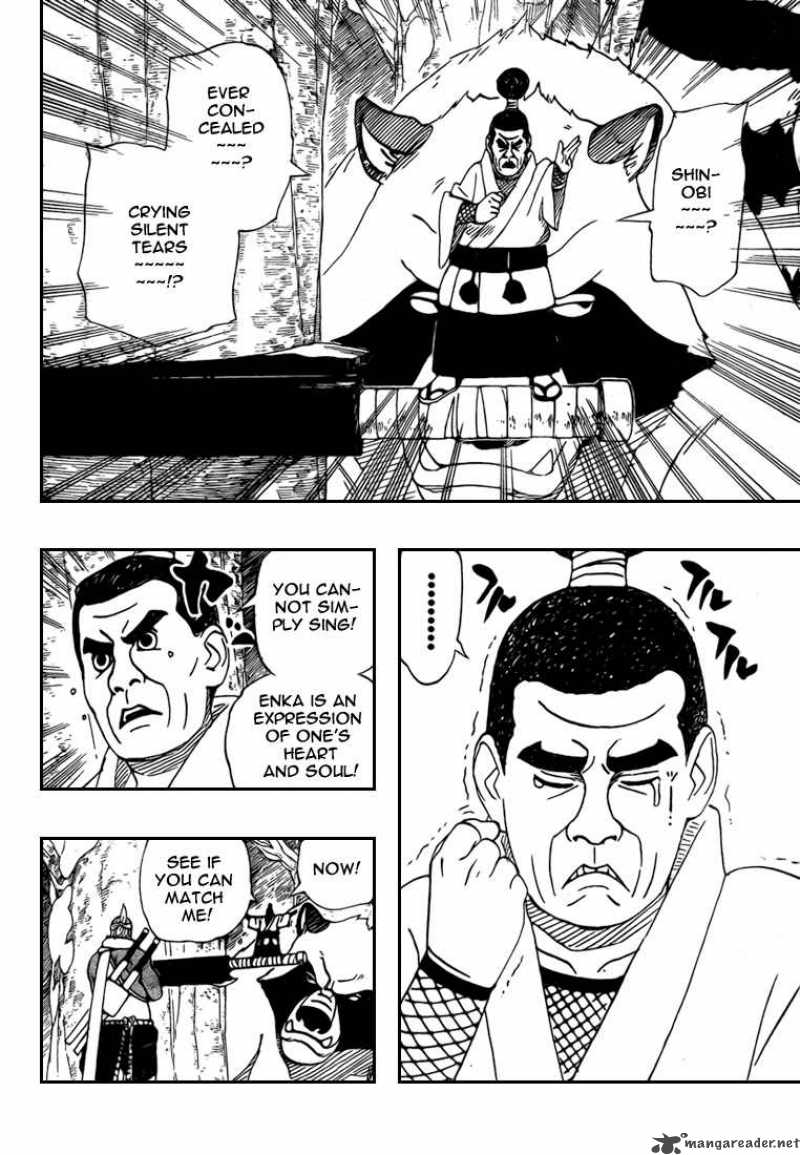 SHIN-
OBI
~~~
~~~?
EVER
CON-
CEALED
~~~
~~~?
CRYING
SILENT
TEARS
~~~~~
~~~!?
………
YOU CAN-
NOT SIM-
PLY SING!
ENKA IS AN
EXPRESSION
OF ONE'S
HEART
AND SOUL!
NOW!
SEE IF
YOU CAN
MATCH
ME!
mangareader.net